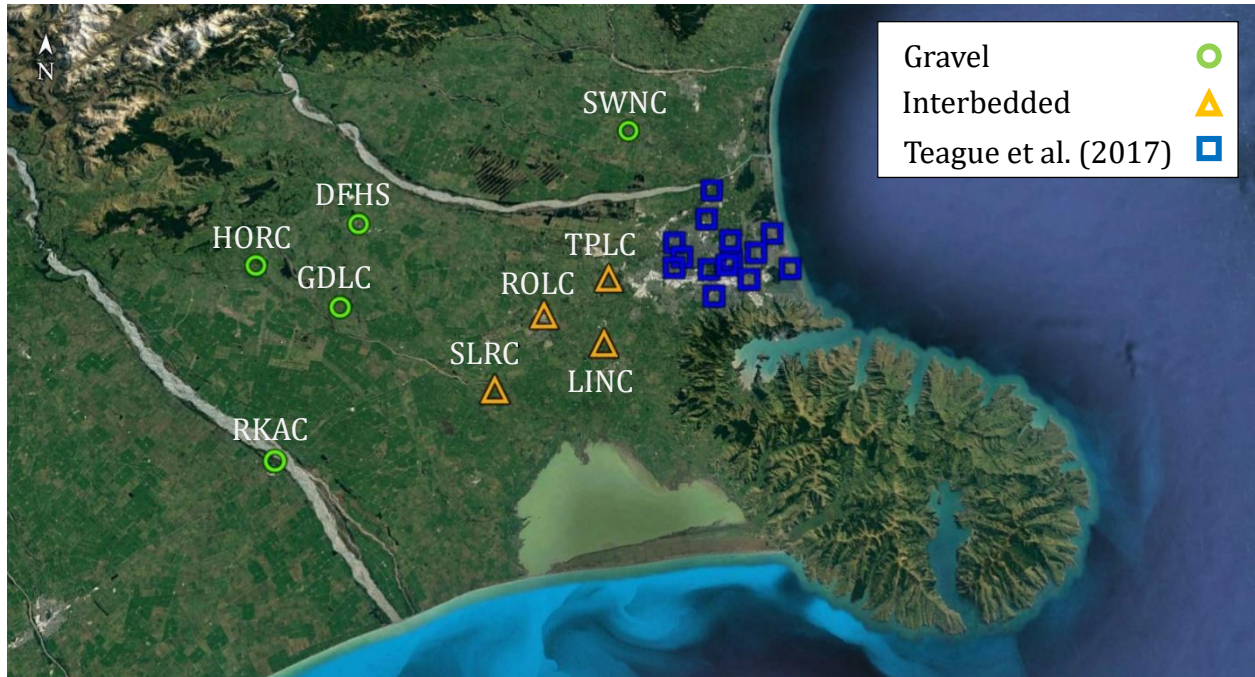 N
Gravel
Interbedded
Teague et al. (2017)
SWNC
DFHS
HORC
TPLC
GDLC
ROLC
SLRC
LINC
RKAC